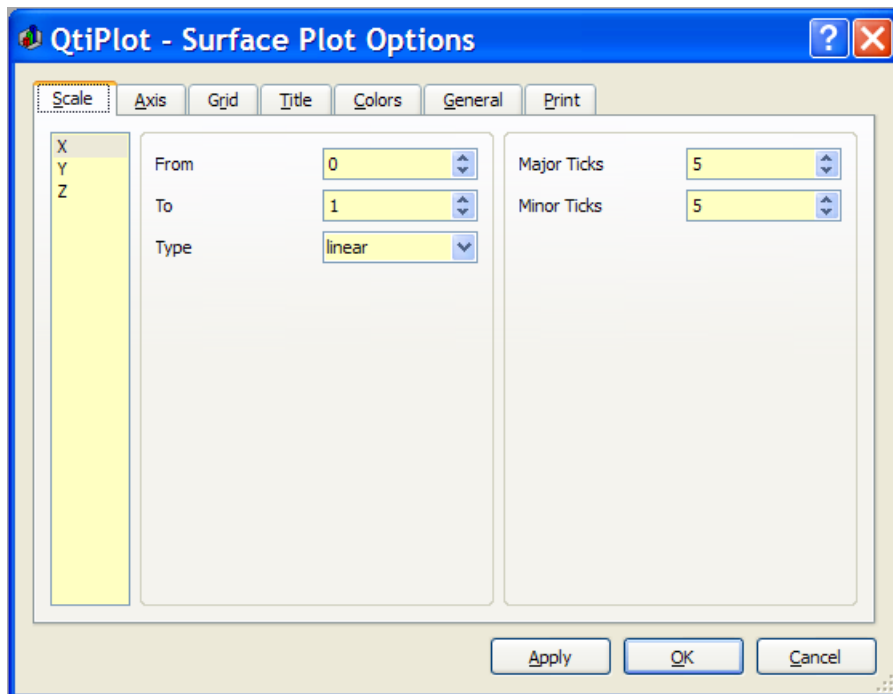 QtiPlot - Surface Plot Options
?
Scale Axis Grid Title Colors General Print
X
Y
Z
From 0
To 1
Type linear
Major Ticks 5
Minor Ticks 5
Apply OK Cancel